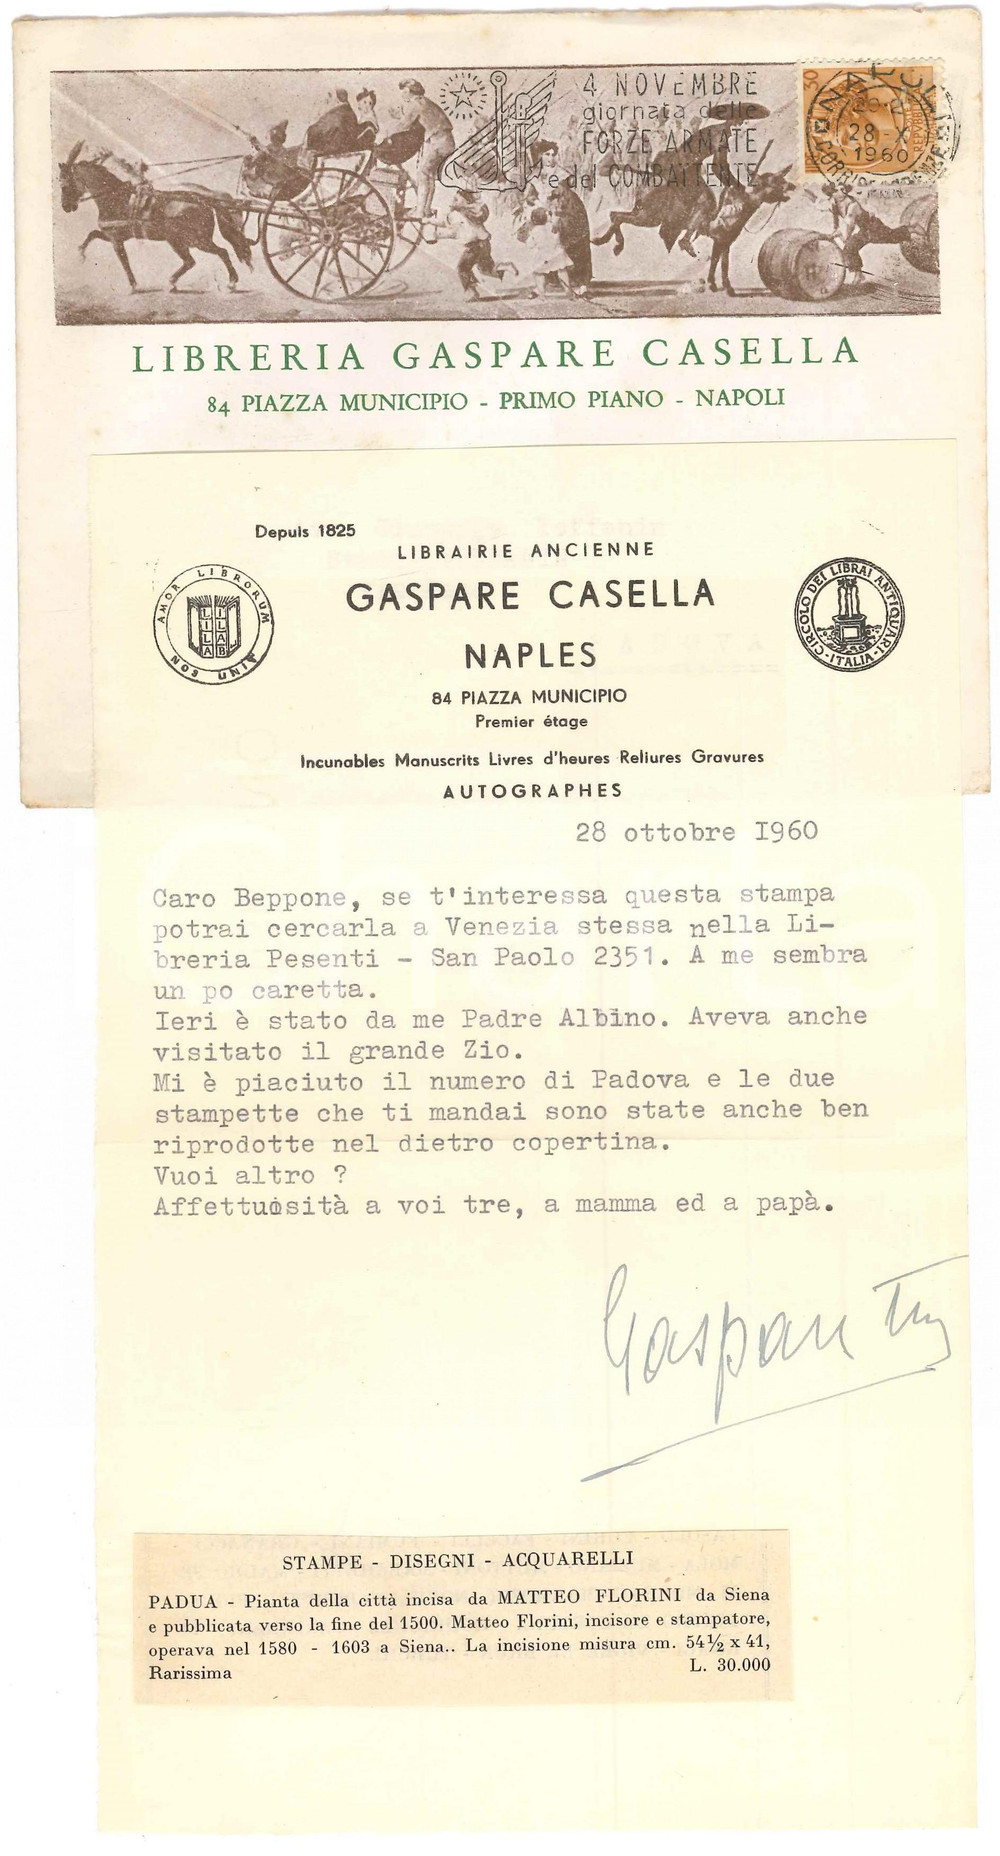 4 NOVEMBRE
giornata delle
FORZE ARMATE
e del COMBATTENTE
28 X
1960
LIBRERIA GASPARE CASELLA
84 PIAZZA MUNICIPIO - PRIMO PIANO - NAPOLI
Depuis 1825
LIBRAIRIE ANCIENNE
GASPARE CASELLA
NAPLES
84 PIAZZA MUNICIPIO
Premier étage
Incunables Manuscrits Livres d'heures Reliures Gravures
AUTOGRAPHES
AMOR LIBRORUM NOS UNIT
LILA ILAB
CIRCOLO DEI LIBRAI ANTIQUARI - ITALIA -
28 ottobre I960
Caro Beppone, se t'interessa questa stampa
potrai cercarla a Venezia stessa nella Li-
breria Pesenti - San Paolo 2351. A me sembra
un po caretta.
Ieri è stato da me Padre Albino. Aveva anche
visitato il grande Zio.
Mi è piaciuto il numero di Padova e le due
stampette che ti mandai sono state anche ben
riprodotte nel dietro copertina.
Vuoi altro ?
Affettuosità a voi tre, a mamma ed a papà.
STAMPE - DISEGNI - ACQUARELLI
PADUA - Pianta della città incisa da MATTEO FLORINI da Siena
e pubblicata verso la fine del 1500. Matteo Florini, incisore e stampatore,
operava nel 1580 - 1603 a Siena.. La incisione misura cm. 54½ x 41,
Rarissima L. 30.000